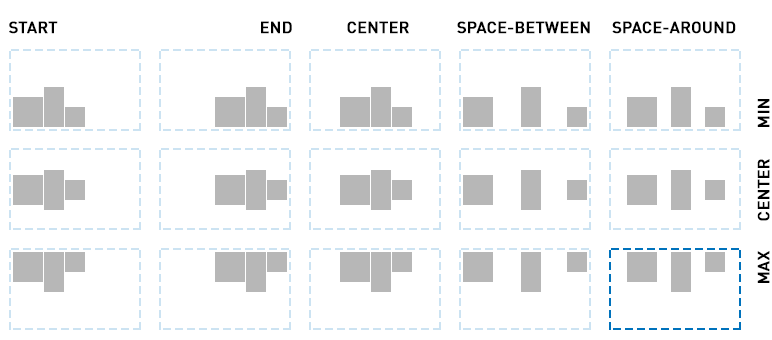 START
END
CENTER
SPACE-BETWEEN
SPACE-AROUND
MIN
CENTER
MAX